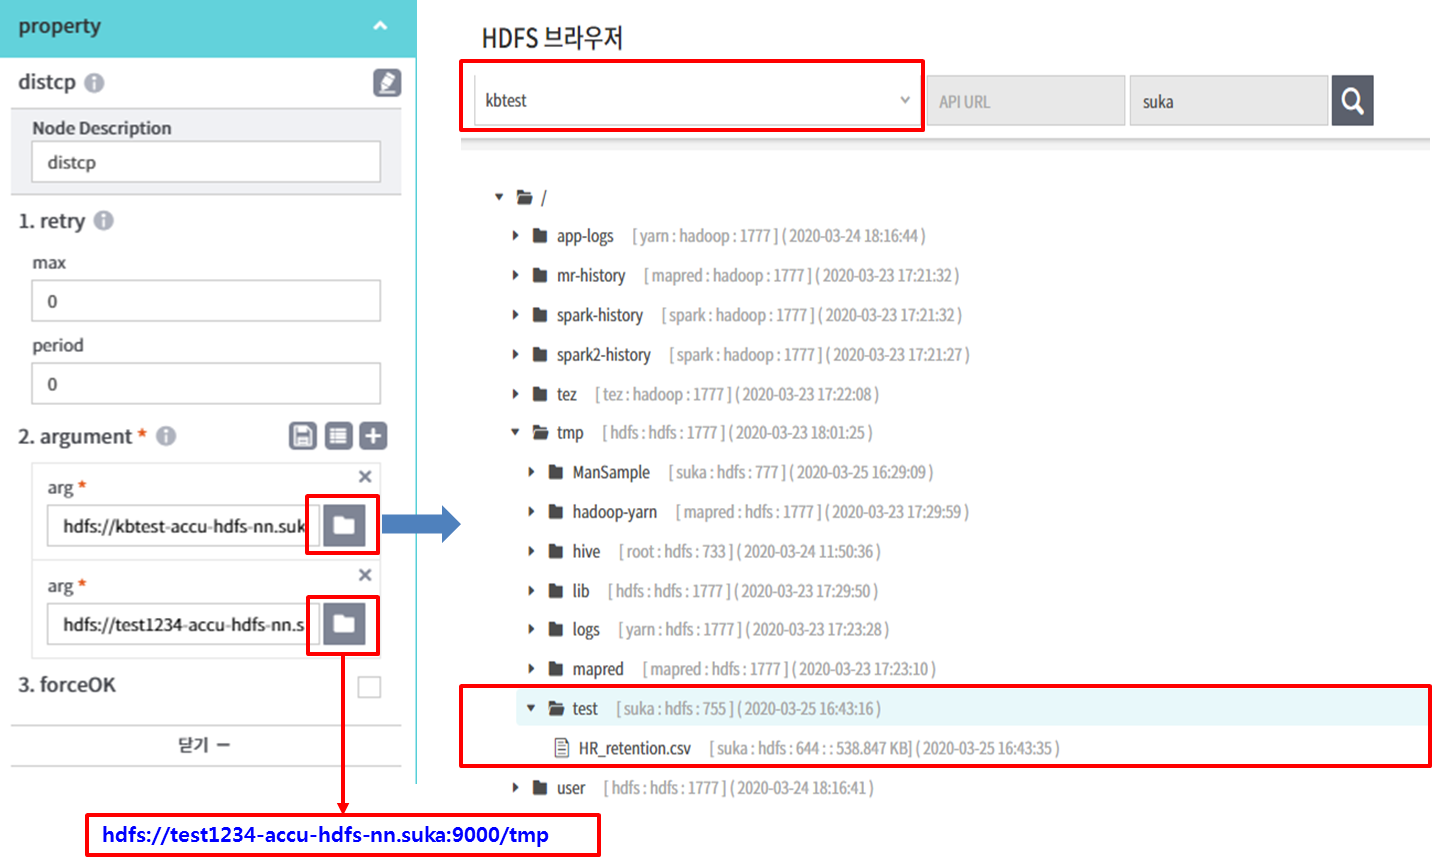 property
distcp
Node Description
distcp
1. retry
max
0
period
0
2. argument *
arg *
hdfs://kbtest-accu-hdfs-nn.suk
arg *
hdfs://test1234-accu-hdfs-nn.s
3. forceOK
닫기 −
hdfs://test1234-accu-hdfs-nn.suka:9000/tmp
HDFS 브라우저
kbtest API URL suka
/
app-logs [ yarn : hadoop : 1777 ] ( 2020-03-24 18:16:44 )
mr-history [ mapred : hadoop : 1777 ] ( 2020-03-23 17:21:32 )
spark-history [ spark : hadoop : 1777 ] ( 2020-03-23 17:21:32 )
spark2-history [ spark : hadoop : 1777 ] ( 2020-03-23 17:21:27 )
tez [ tez : hadoop : 1777 ] ( 2020-03-23 17:22:08 )
tmp [ hdfs : hdfs : 1777 ] ( 2020-03-23 18:01:25 )
ManSample [ suka : hdfs : 777 ] ( 2020-03-25 16:29:09 )
hadoop-yarn [ mapred : hdfs : 1777 ] ( 2020-03-23 17:29:59 )
hive [ root : hdfs : 733 ] ( 2020-03-24 11:50:36 )
lib [ hdfs : hdfs : 1777 ] ( 2020-03-23 17:29:50 )
logs [ yarn : hdfs : 1777 ] ( 2020-03-23 17:23:28 )
mapred [ mapred : hdfs : 1777 ] ( 2020-03-23 17:23:10 )
test [ suka : hdfs : 755 ] ( 2020-03-25 16:43:16 )
HR_retention.csv [ suka : hdfs : 644 : : 538.847 KB] ( 2020-03-25 16:43:35 )
user [ hdfs : hdfs : 1777 ] ( 2020-03-24 18:16:41 )